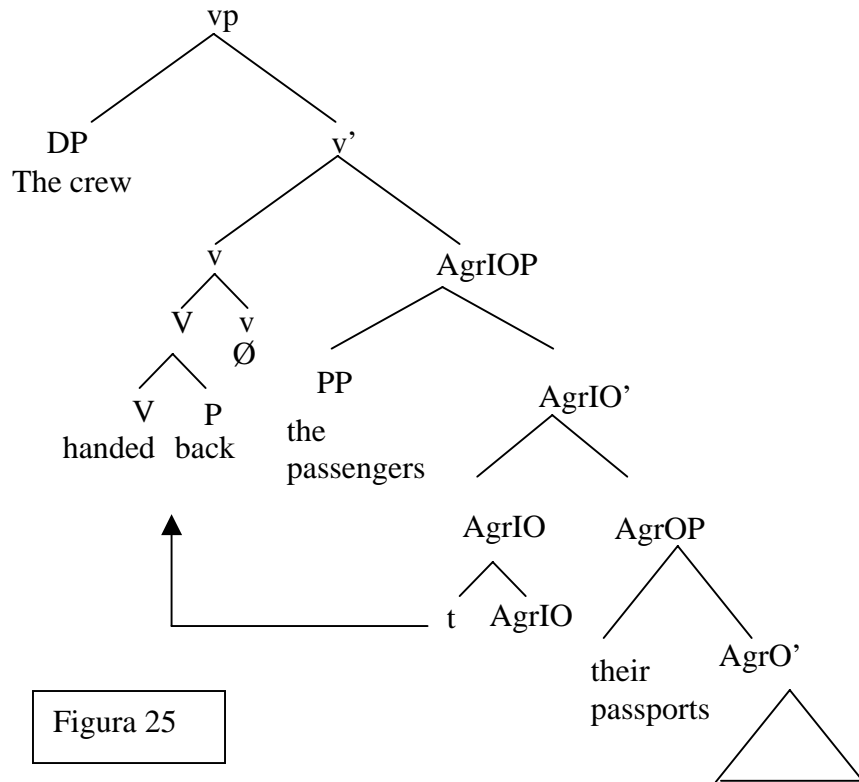 vp
DP
v’
The crew
v
AgrIOP
V
v
Ø
PP
AgrIO’
V
P
handed back
the
passengers
AgrIO
AgrOP
t
AgrIO
their
passports
AgrO’
Figura 25